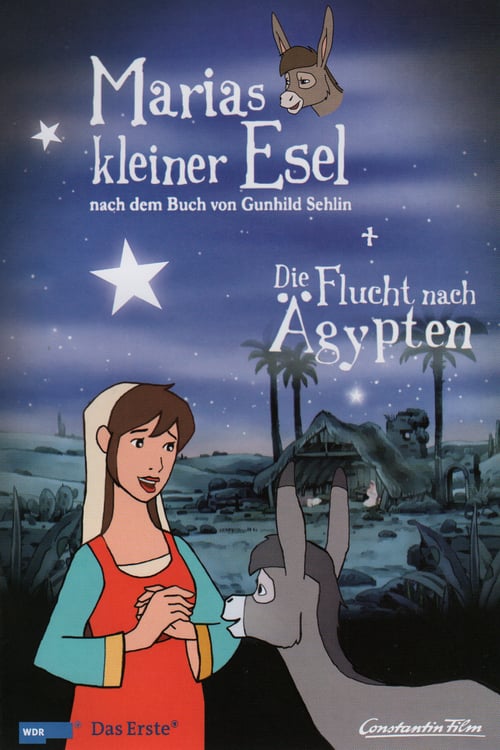 Marias
kleiner Esel
nach dem Buch von Gunhild Sehlin
+
Die Flucht nach
Ägypten
WDR
Das Erste
Constantin Film